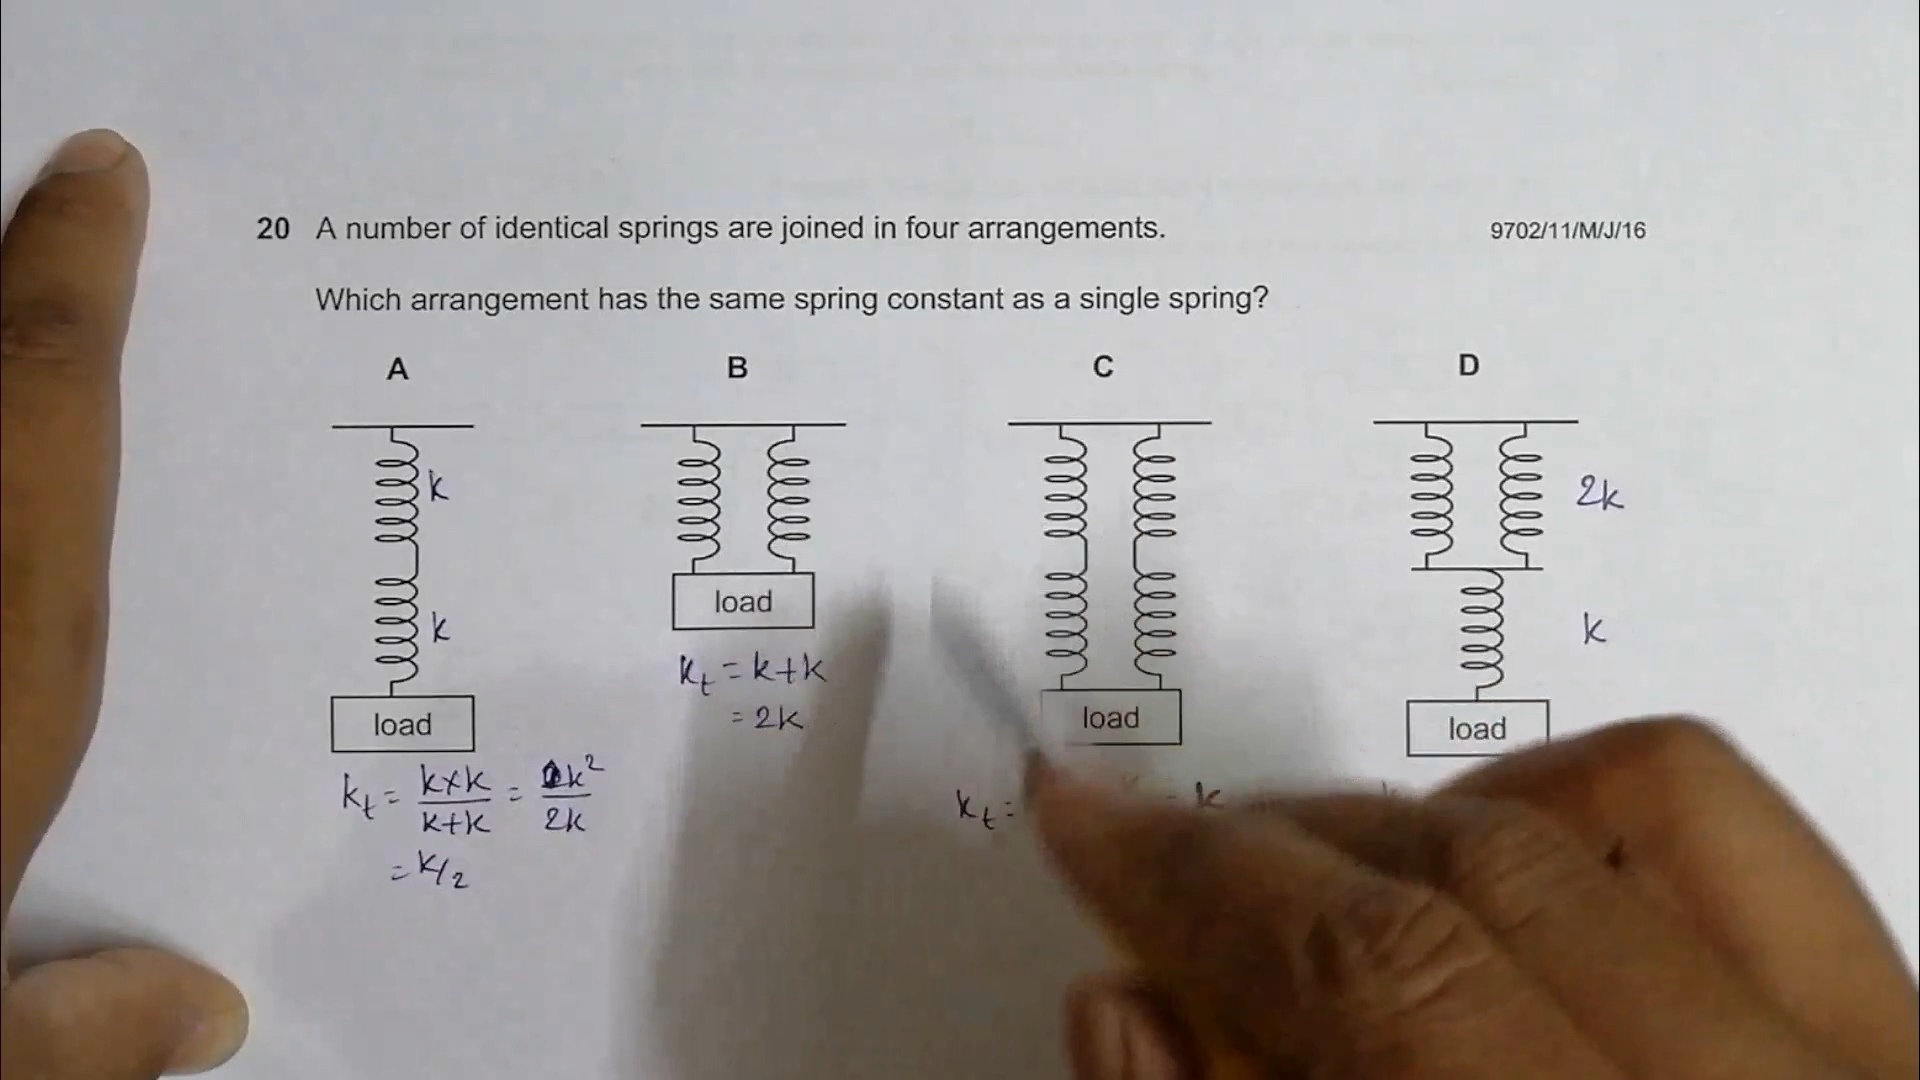 20 A number of identical springs are joined in four arrangements. 9702/11/M/J/16
Which arrangement has the same spring constant as a single spring?
A B C D
k 2k
k k
load load load load
kt = k+k
= 2k
kt = k×k/k+k = k²/2k
= k/2
kt = = k